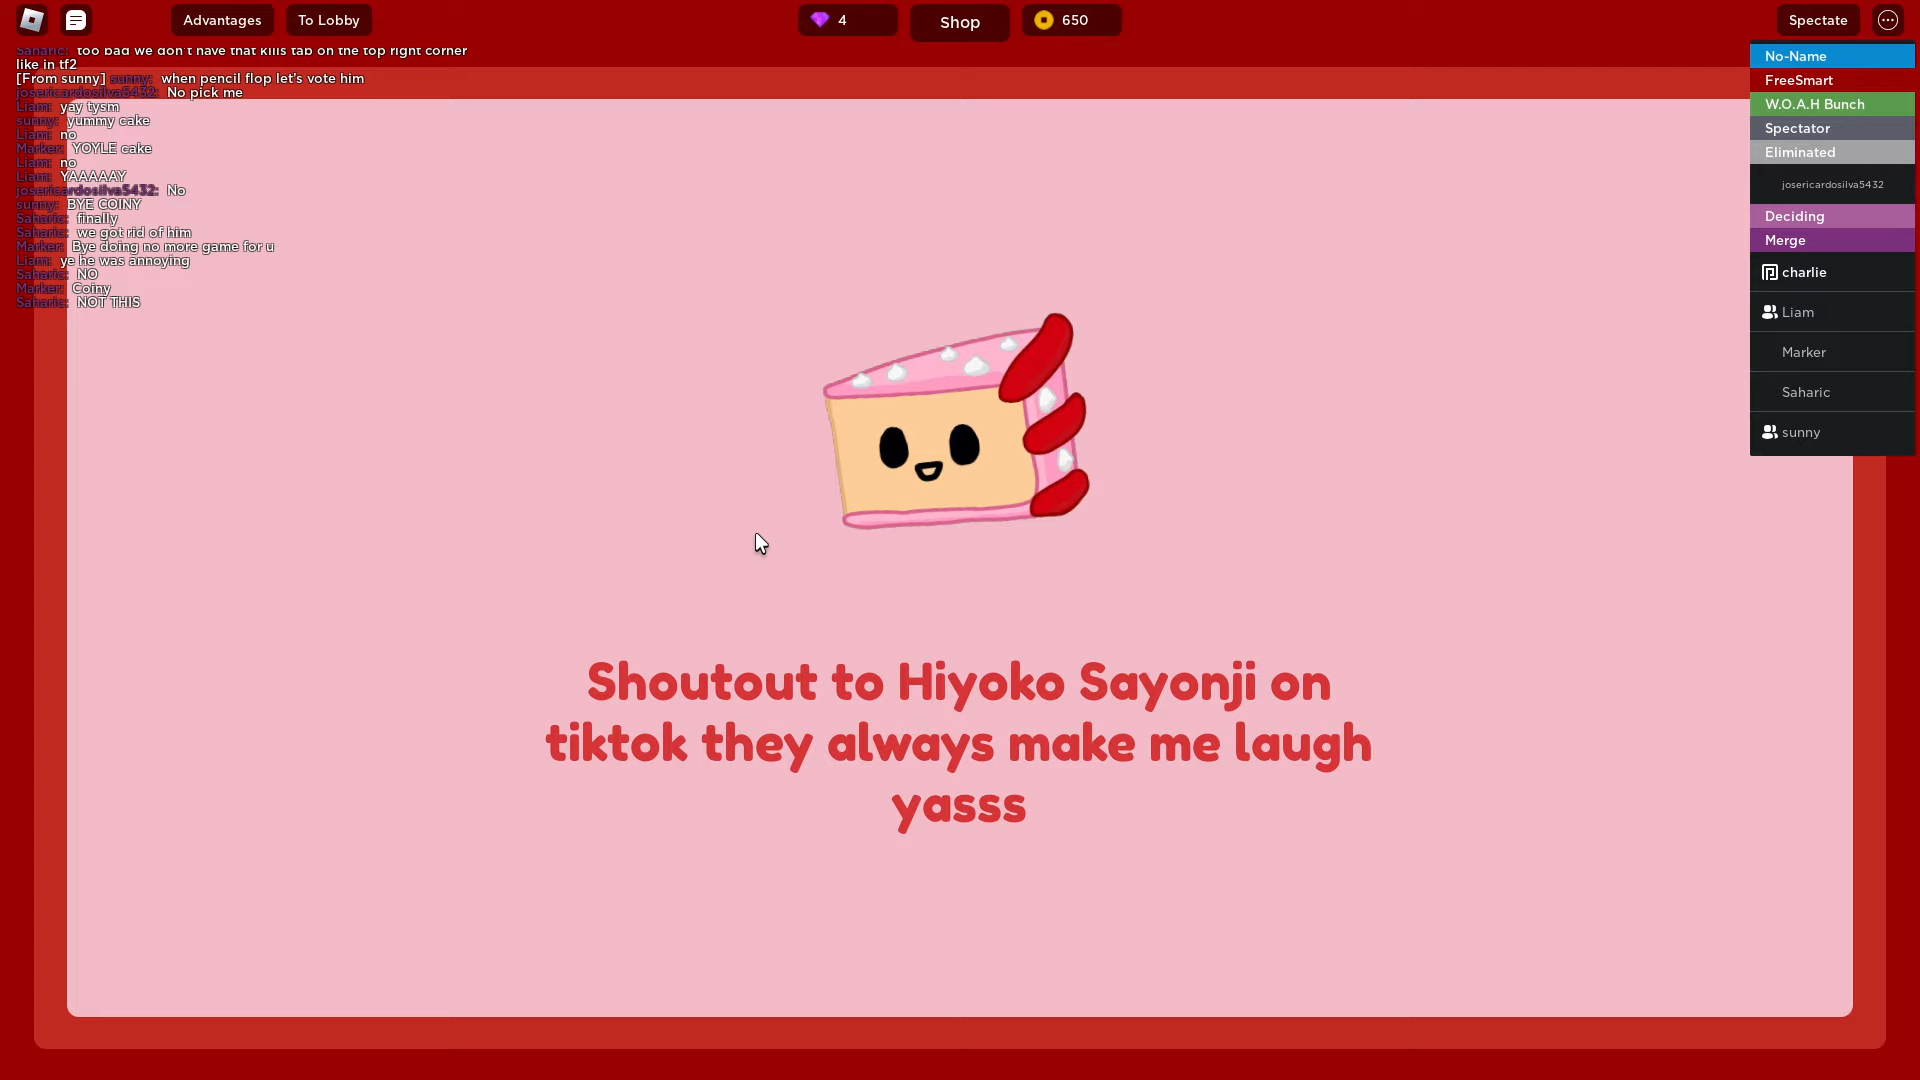 Advantages
To Lobby
4
Shop
650
Spectate
Saharic: too bad we don't have that kills tab on the top right corner
like in tf2
[From sunny] sunny: when pencil flop let's vote him
josericardosilva5432: No pick me
Liam: yay tysm
sunny: yummy cake
Liam: no
Marker: YOYLE cake
Liam: no
Liam: YAAAAAY
josericardosilva5432: No
sunny: BYE COINY
Saharic: finally
Saharic: we got rid of him
Marker: Bye doing no more game for u
Liam: ye he was annoying
Saharic: NO
Marker: Coiny
Saharic: NOT THIS
No-Name
FreeSmart
W.O.A.H Bunch
Spectator
Eliminated
josericardosilva5432
Deciding
Merge
charlie
Liam
Marker
Saharic
sunny
Shoutout to Hiyoko Sayonji on
tiktok they always make me laugh
yasss